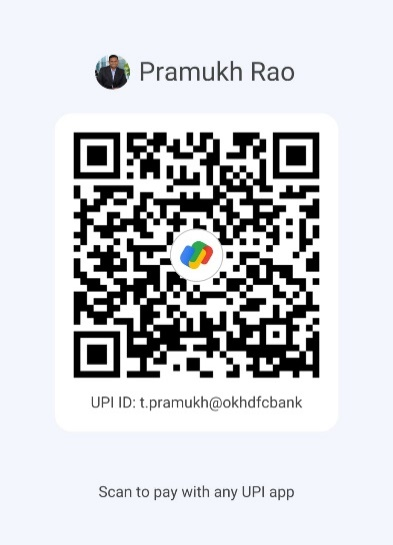 Pramukh Rao
UPI ID: t.pramukh@okhdfcbank
Scan to pay with any UPI app